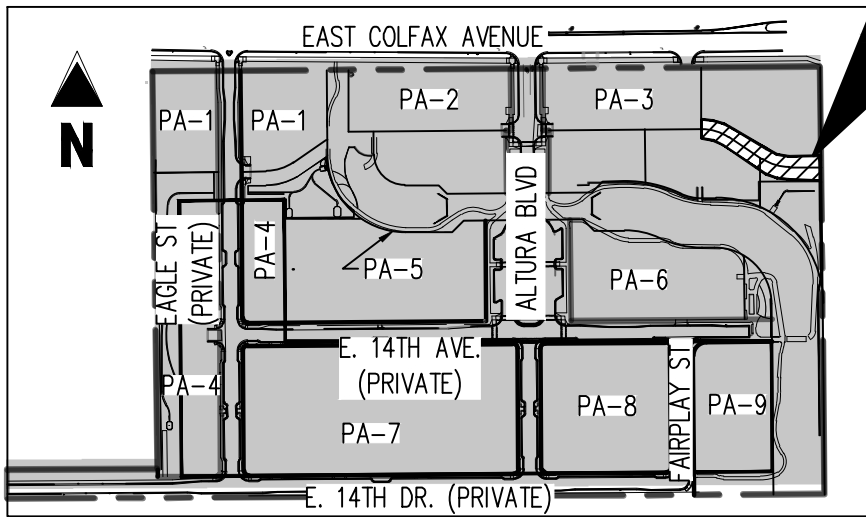 EAST COLFAX AVENUE
N
PA-1
PA-1
PA-2
PA-3
EAGLE ST
(PRIVATE)
PA-4
PA-5
ALTURA BLVD
PA-6
E. 14TH AVE.
(PRIVATE)
PA-4
PA-7
PA-8
FAIRPLAY ST
PA-9
E. 14TH DR. (PRIVATE)